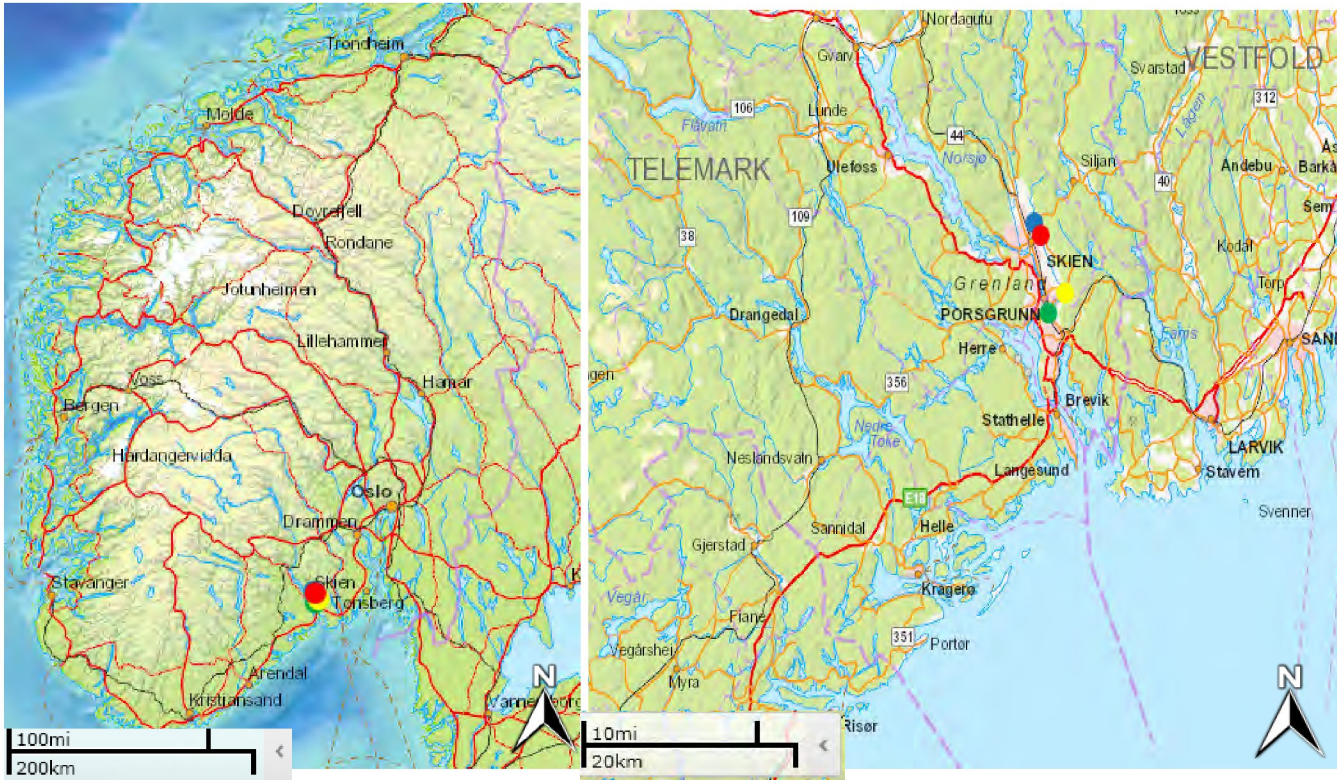 Trondheim
Molde
Dovrefjell
Rondane
Jotunheimen
Lillehammer
Voss
Hamar
Bergen
Hardangervidda
Oslo
Drammen
Skien
Stavanger
Tønsberg
Arendal
Kristiansand
N
100mi
200km
<
Nordagutu
Gvarv
VESTFOLD
Svarstad
106
312
Lunde
Flåvatn
44
Lågen
Norsjø
Siljan
TELEMARK
Ulefoss
Andebu
Barkå
40
109
Sem
38
Kodal
SKIEN
Grenland
Torp
PORSGRUNN
Drangedal
Farris
Herre
SANI
gen
356
Brevik
Stathelle
Nedre
Toke
LARVIK
Neslandsvatn
Langesund
Stavern
E18
Svenner
Sannidal
Helle
Gjerstad
Kragerø
Vegår
Fiane
351
Portør
Vegårshei
Myra
N
Risør
10mi
20km
<